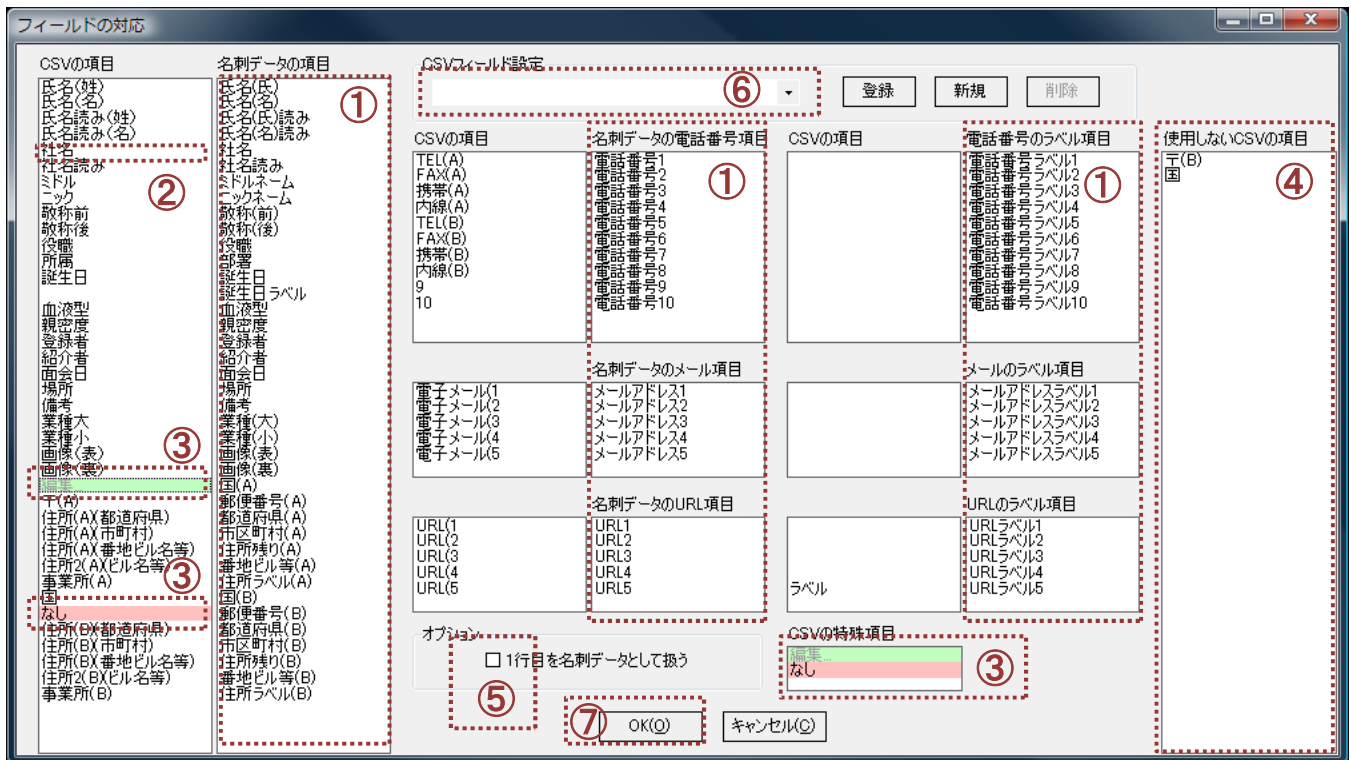 フィールドの対応
CSVの項目
氏名(姓)
氏名(名)
氏名読み(姓)
氏名読み(名)
社名
社名読み
ミドル
ニック
敬称前
敬称後
役職
所属
誕生日
血液型
親密度
登録者
紹介者
面会日
場所
備考
業種大
業種小
画像(表)
画像(裏)
編集...
〒(A)
住所(A)(都道府県)
住所(A)(市町村)
住所(A)(番地ビル名等)
住所2(A)(ビル名等)
事業所(A)
国
なし
住所(B)(都道府県)
住所(B)(市町村)
住所(B)(番地ビル名等)
住所2(B)(ビル名等)
事業所(B)
②
③
③
名刺データの項目
氏名(氏)
氏名(名)
氏名(氏)読み
氏名(名)読み
社名
社名読み
ミドルネーム
ニックネーム
敬称(前)
敬称(後)
役職
部署
誕生日
誕生日ラベル
血液型
親密度
登録者
紹介者
面会日
場所
備考
業種(大)
業種(小)
画像(表)
画像(裏)
国(A)
郵便番号(A)
都道府県(A)
市区町村(A)
住所残り(A)
番地ビル等(A)
住所ラベル(A)
国(B)
郵便番号(B)
都道府県(B)
市区町村(B)
住所残り(B)
番地ビル等(B)
住所ラベル(B)
①
CSVフィールド設定
⑥
登録
新規
削除
CSVの項目
TEL(A)
FAX(A)
携帯(A)
内線(A)
TEL(B)
FAX(B)
携帯(B)
内線(B)
9
10
名刺データの電話番号項目
電話番号1
電話番号2
電話番号3
電話番号4
電話番号5
電話番号6
電話番号7
電話番号8
電話番号9
電話番号10
①
CSVの項目
電話番号のラベル項目
電話番号ラベル1
電話番号ラベル2
電話番号ラベル3
電話番号ラベル4
電話番号ラベル5
電話番号ラベル6
電話番号ラベル7
電話番号ラベル8
電話番号ラベル9
電話番号ラベル10
①
使用しないCSVの項目
〒(B)
国
④
電子メール(1
電子メール(2
電子メール(3
電子メール(4
電子メール(5
名刺データのメール項目
メールアドレス1
メールアドレス2
メールアドレス3
メールアドレス4
メールアドレス5
メールのラベル項目
メールアドレスラベル1
メールアドレスラベル2
メールアドレスラベル3
メールアドレスラベル4
メールアドレスラベル5
URL(1
URL(2
URL(3
URL(4
URL(5
名刺データのURL項目
URL1
URL2
URL3
URL4
URL5
ラベル
URLのラベル項目
URLラベル1
URLラベル2
URLラベル3
URLラベル4
URLラベル5
オプション
1行目を名刺データとして扱う
⑤
CSVの特殊項目
編集...
なし
③
⑦
OK(O)
キャンセル(C)